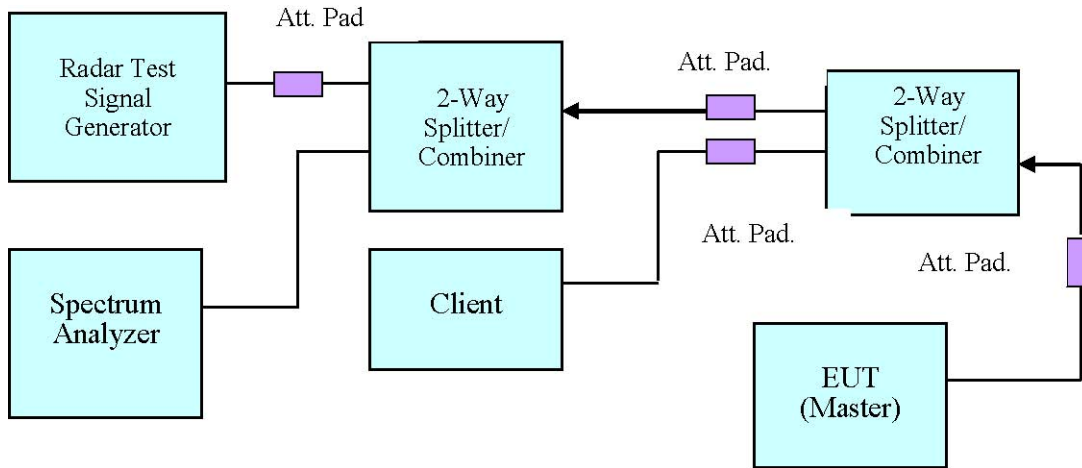 Att. Pad
Radar Test
Signal
Generator
2-Way
Splitter/
Combiner
Att. Pad.
2-Way
Splitter/
Combiner
Att. Pad.
Att. Pad.
Spectrum
Analyzer
Client
EUT
(Master)